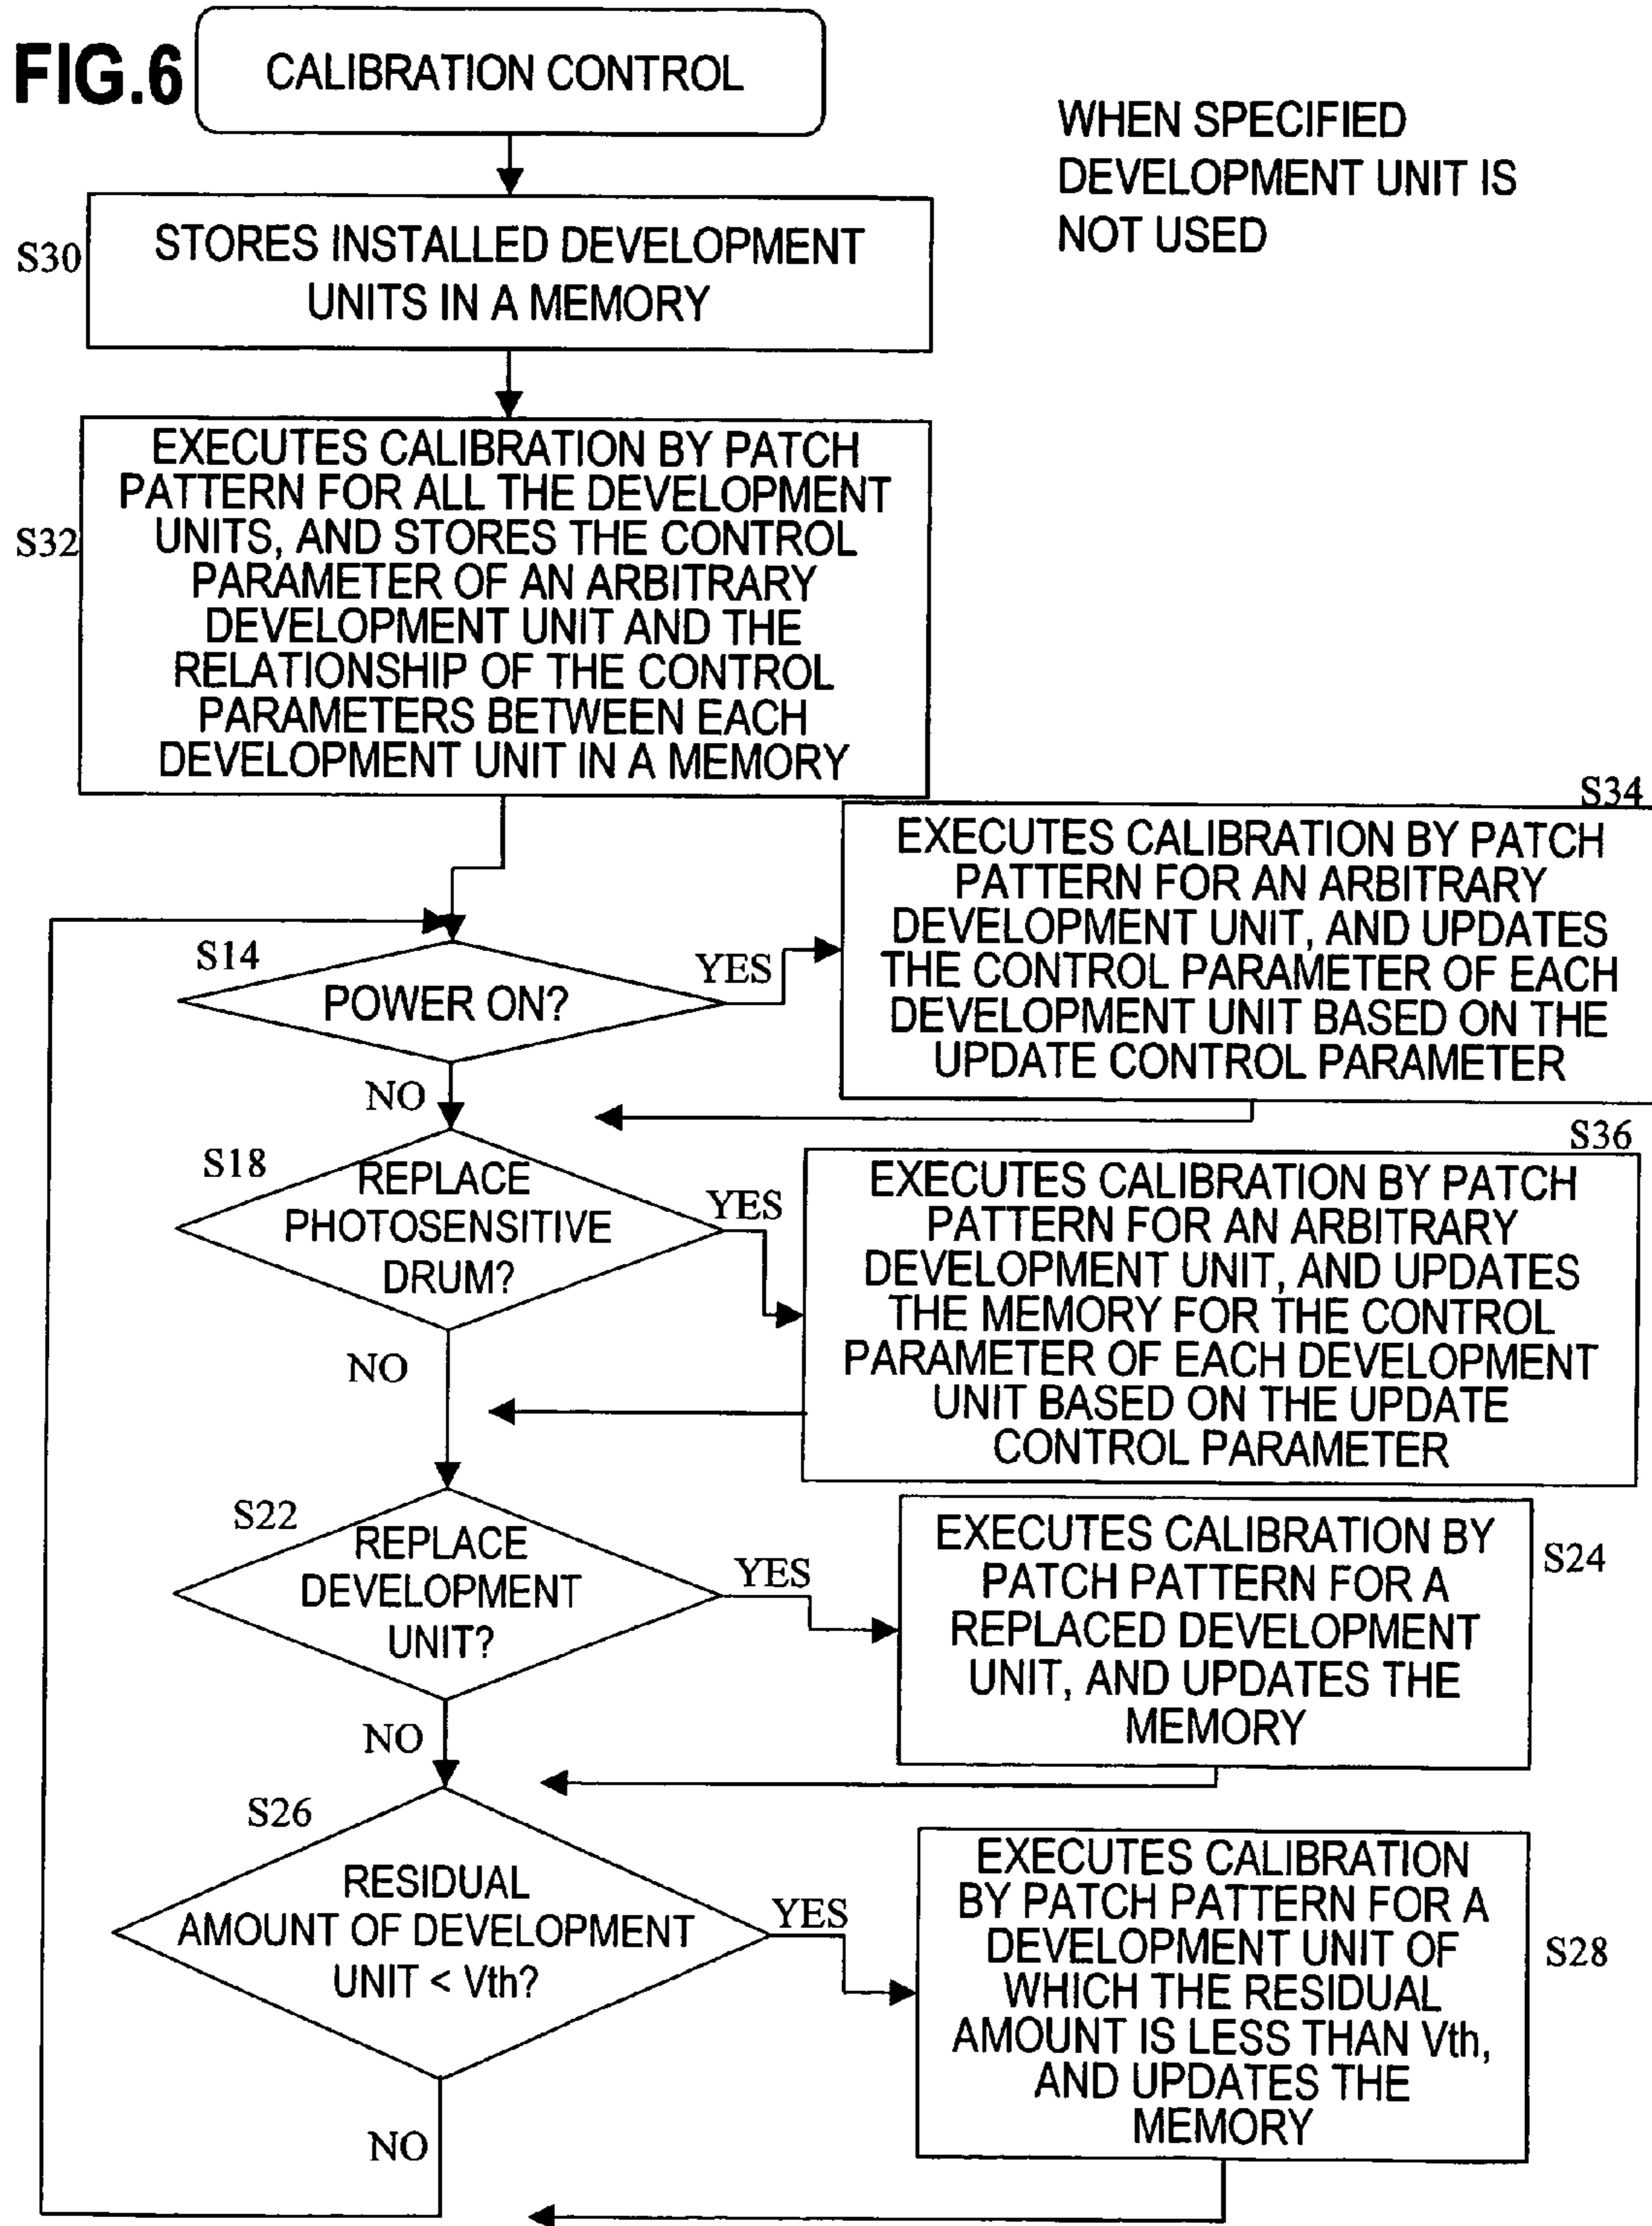 FIG.6
CALIBRATION CONTROL
WHEN SPECIFIED
DEVELOPMENT UNIT IS
NOT USED
S30
STORES INSTALLED DEVELOPMENT
UNITS IN A MEMORY
S32
EXECUTES CALIBRATION BY PATCH
PATTERN FOR ALL THE DEVELOPMENT
UNITS, AND STORES THE CONTROL
PARAMETER OF AN ARBITRARY
DEVELOPMENT UNIT AND THE
RELATIONSHIP OF THE CONTROL
PARAMETERS BETWEEN EACH
DEVELOPMENT UNIT IN A MEMORY
S14
POWER ON?
YES
NO
S34
EXECUTES CALIBRATION BY PATCH
PATTERN FOR AN ARBITRARY
DEVELOPMENT UNIT, AND UPDATES
THE CONTROL PARAMETER OF EACH
DEVELOPMENT UNIT BASED ON THE
UPDATE CONTROL PARAMETER
S18
REPLACE
PHOTOSENSITIVE
DRUM?
YES
NO
S36
EXECUTES CALIBRATION BY PATCH
PATTERN FOR AN ARBITRARY
DEVELOPMENT UNIT, AND UPDATES
THE MEMORY FOR THE CONTROL
PARAMETER OF EACH DEVELOPMENT
UNIT BASED ON THE UPDATE
CONTROL PARAMETER
S22
REPLACE
DEVELOPMENT
UNIT?
YES
NO
S24
EXECUTES CALIBRATION BY
PATCH PATTERN FOR A
REPLACED DEVELOPMENT
UNIT, AND UPDATES THE
MEMORY
S26
RESIDUAL
AMOUNT OF DEVELOPMENT
UNIT < Vth?
YES
NO
S28
EXECUTES CALIBRATION
BY PATCH PATTERN FOR A
DEVELOPMENT UNIT OF
WHICH THE RESIDUAL
AMOUNT IS LESS THAN Vth,
AND UPDATES THE
MEMORY